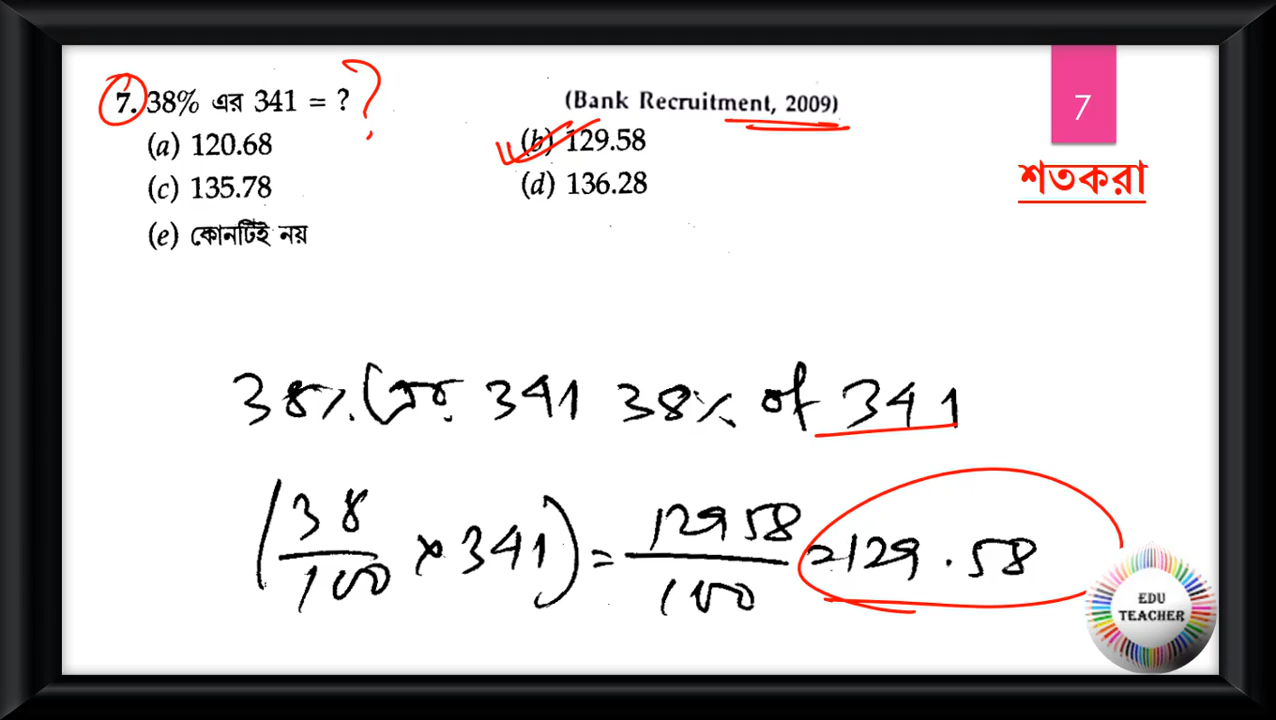 7. 38% এর 341 = ? ?
(Bank Recruitment, 2009)
(a) 120.68
(b) 129.58
(c) 135.78
(d) 136.28
(e) কোনটিই নয়
7
শতকরা
38% এর 341 38% of 341
(38/100 × 341) = 12958/100 = 129.58
EDU
TEACHER